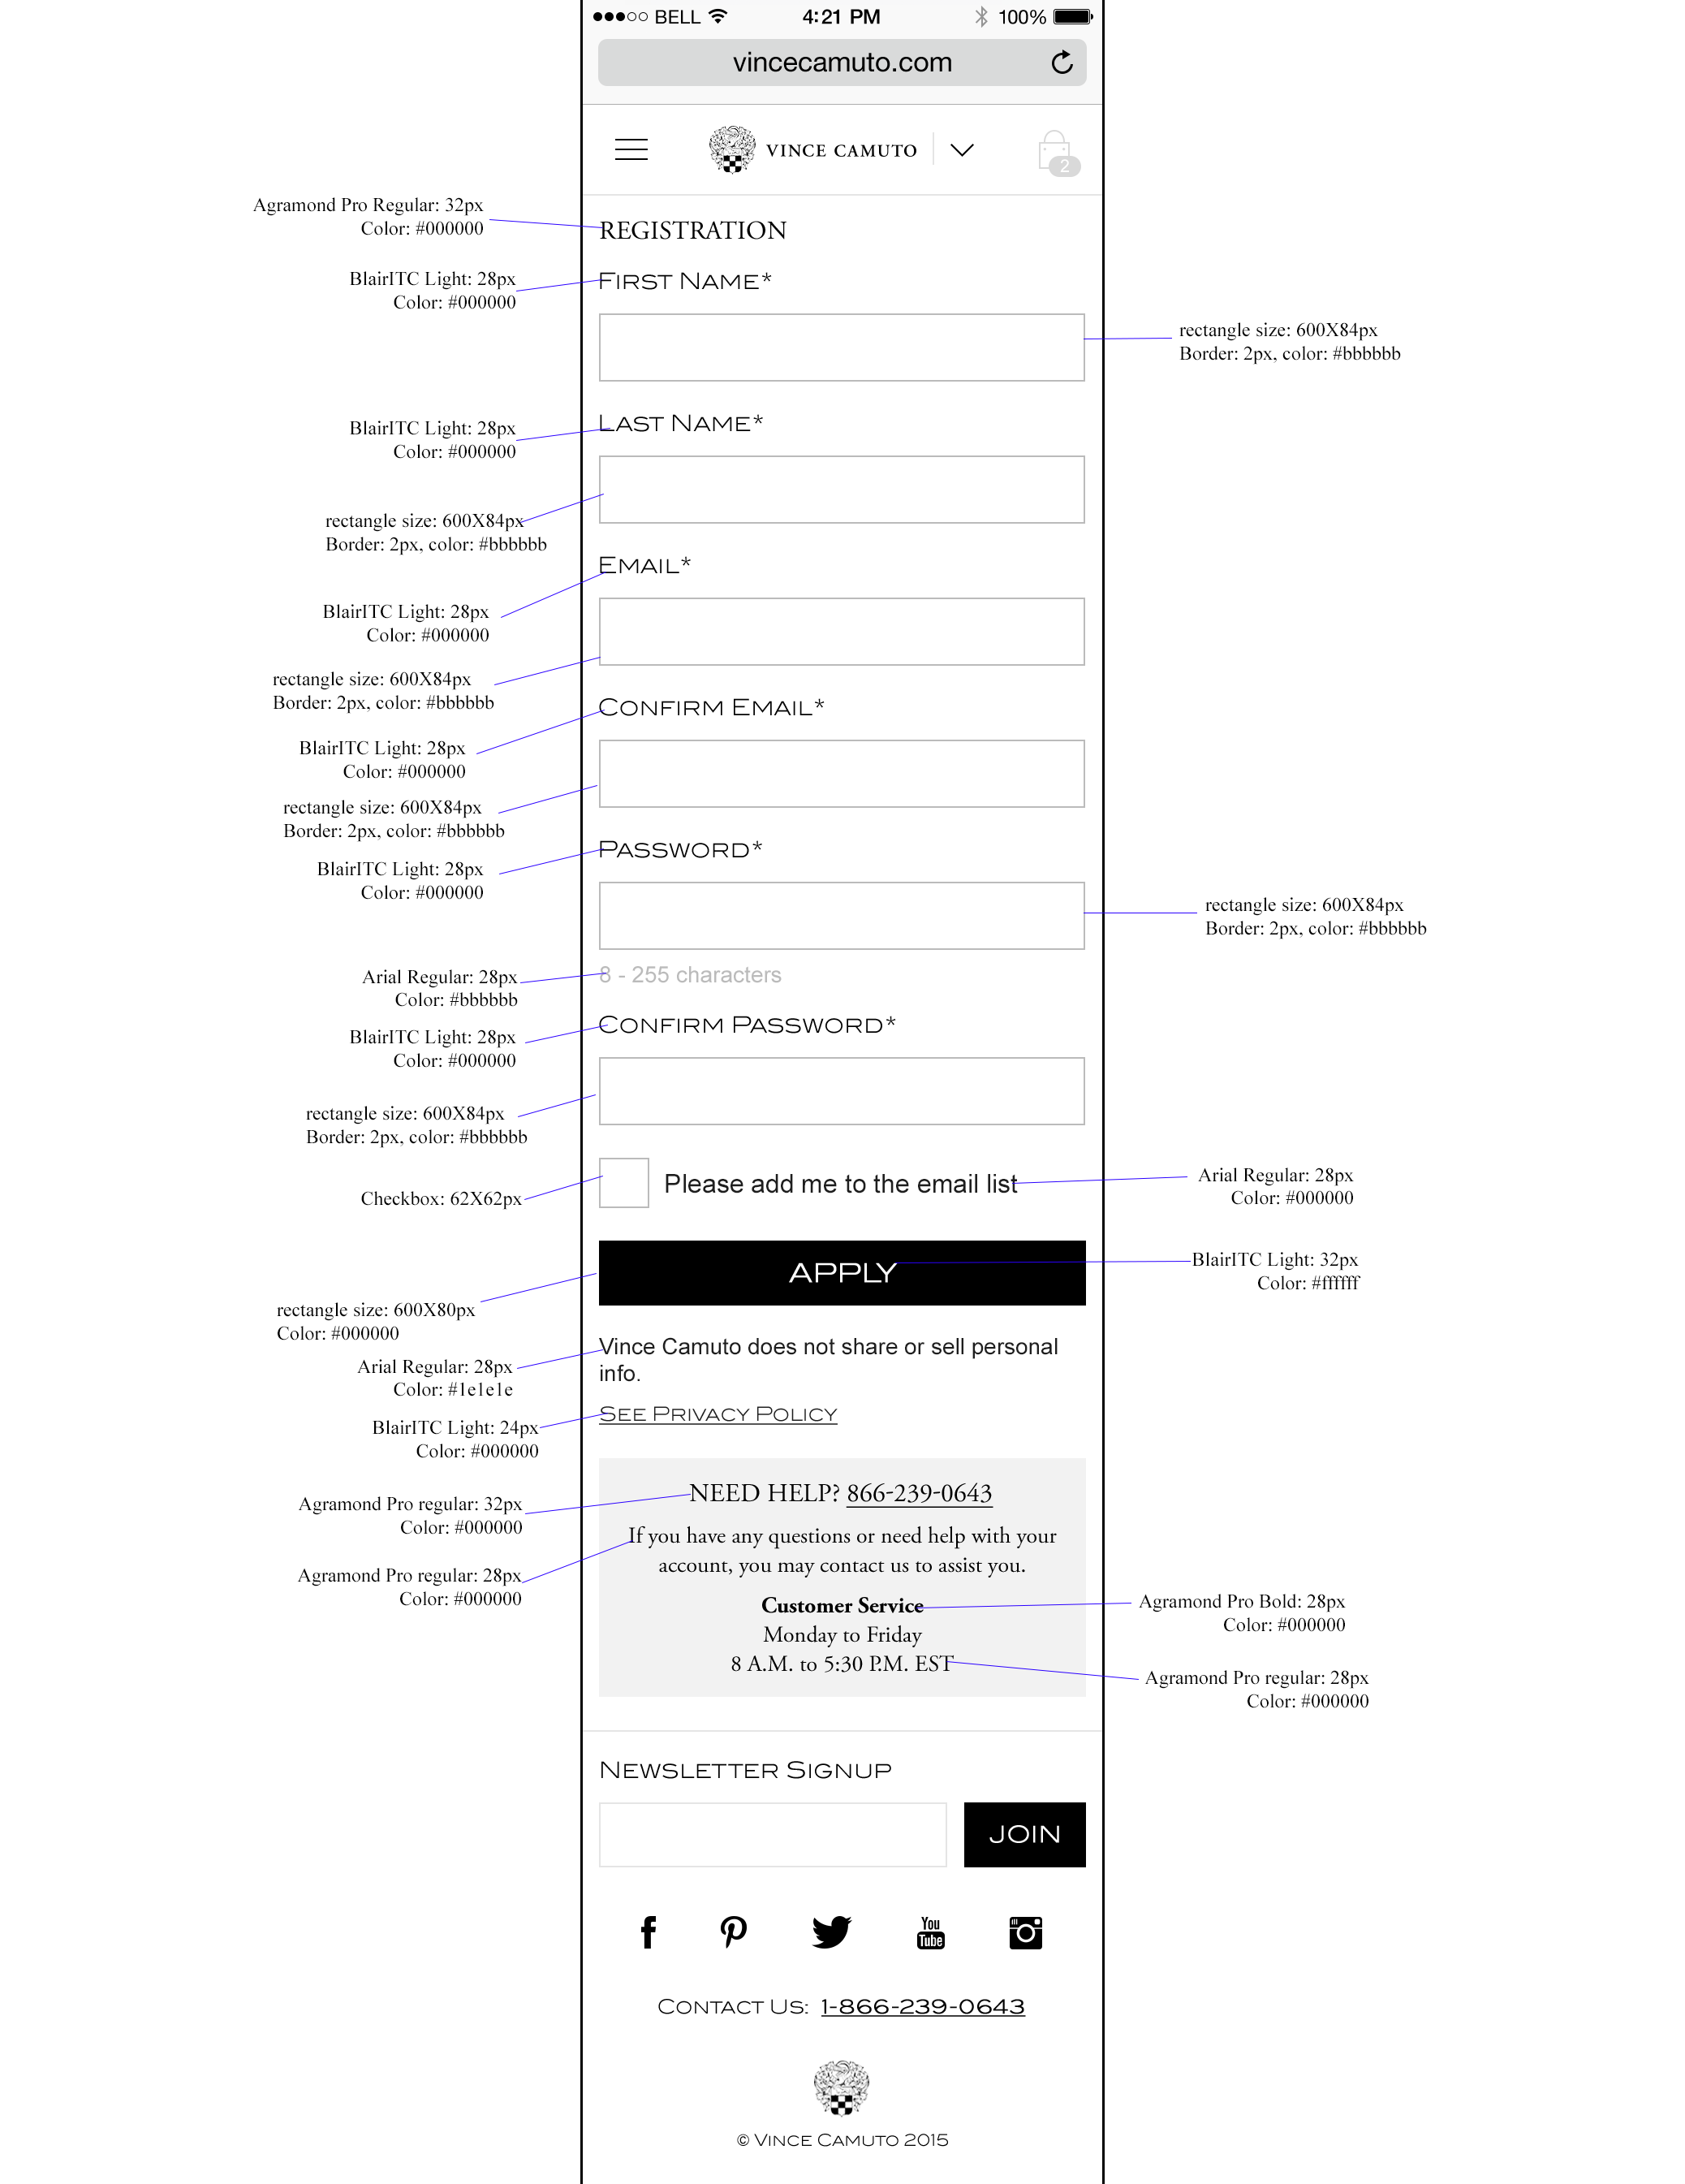 BELL 4:21 PM 100%
vincecamuto.com
VINCE CAMUTO
2
Agramond Pro Regular: 32px
Color: #000000
REGISTRATION
BlairITC Light: 28px
Color: #000000
First Name*
rectangle size: 600X84px
Border: 2px, color: #bbbbbb
BlairITC Light: 28px
Color: #000000
Last Name*
rectangle size: 600X84px
Border: 2px, color: #bbbbbb
Email*
BlairITC Light: 28px
Color: #000000
rectangle size: 600X84px
Border: 2px, color: #bbbbbb
Confirm Email*
BlairITC Light: 28px
Color: #000000
rectangle size: 600X84px
Border: 2px, color: #bbbbbb
Password*
BlairITC Light: 28px
Color: #000000
rectangle size: 600X84px
Border: 2px, color: #bbbbbb
Arial Regular: 28px
Color: #bbbbbb
8 - 255 characters
BlairITC Light: 28px
Color: #000000
Confirm Password*
rectangle size: 600X84px
Border: 2px, color: #bbbbbb
Checkbox: 62X62px
Please add me to the email list
Arial Regular: 28px
Color: #000000
APPLY
BlairITC Light: 32px
Color: #ffffff
rectangle size: 600X80px
Color: #000000
Arial Regular: 28px
Color: #1e1e1e
Vince Camuto does not share or sell personal
info.
BlairITC Light: 24px
Color: #000000
See Privacy Policy
Agramond Pro regular: 32px
Color: #000000
NEED HELP? 866-239-0643
Agramond Pro regular: 28px
Color: #000000
If you have any questions or need help with your
account, you may contact us to assist you.
Customer Service
Agramond Pro Bold: 28px
Color: #000000
Monday to Friday
8 A.M. to 5:30 P.M. EST
Agramond Pro regular: 28px
Color: #000000
Newsletter Signup
JOIN
You
Tube
Contact Us: 1-866-239-0643
© Vince Camuto 2015